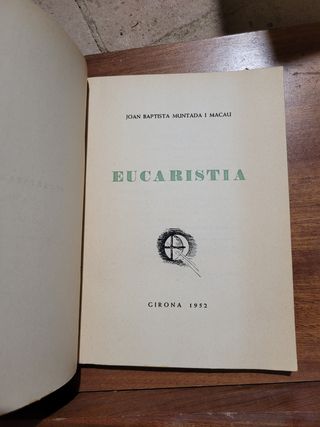 JOAN BAPTISTA MUNTADA I MACAU
EUCARISTIA
GIRONA 1952